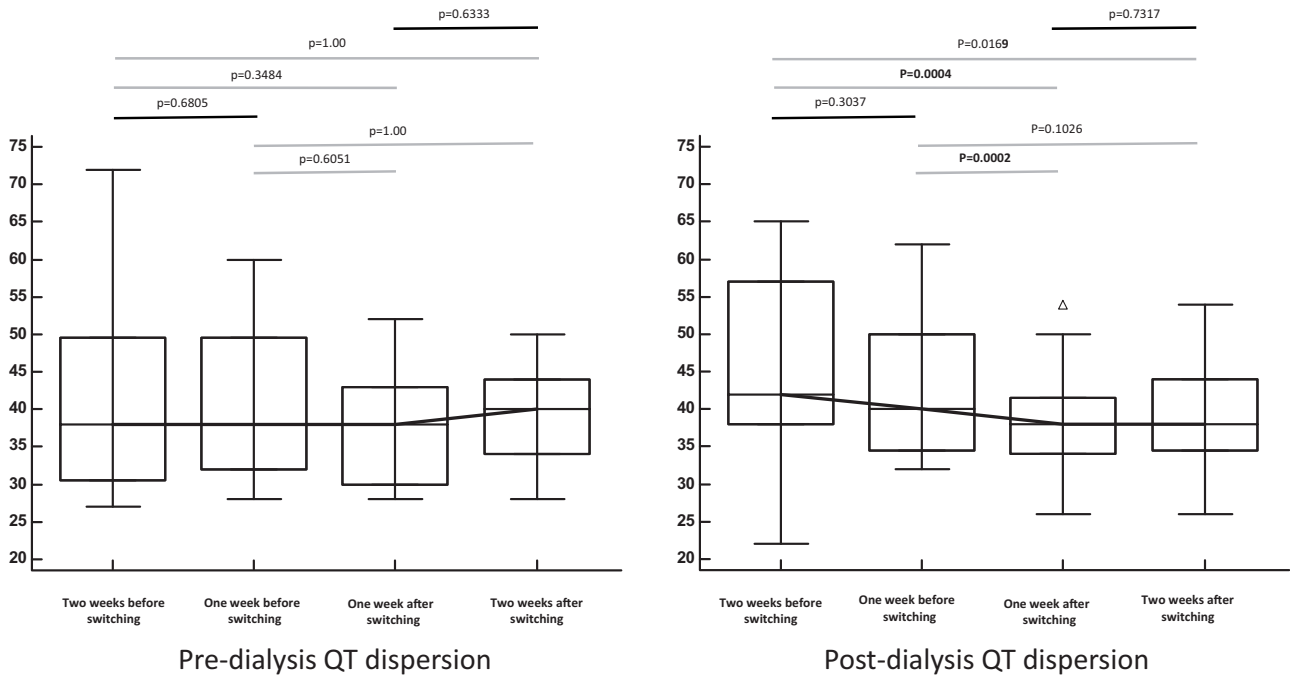 p=0.6333
p=1.00
p=0.3484
p=0.6805
p=1.00
p=0.6051
75
70
65
60
55
50
45
40
35
30
25
20
Two weeks before
switching
One week before
switching
One week after
switching
Two weeks after
switching
Pre-dialysis QT dispersion
p=0.7317
P=0.0169
P=0.0004
p=0.3037
P=0.1026
P=0.0002
75
70
65
60
55
50
45
40
35
30
25
20
Two weeks before
switching
One week before
switching
One week after
switching
Two weeks after
switching
Post-dialysis QT dispersion